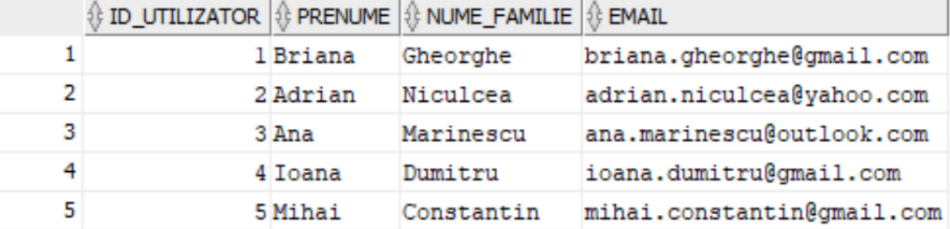 ID_UTILIZATOR PRENUME NUME_FAMILIE EMAIL
1 1 Briana Gheorghe briana.gheorghe@gmail.com
2 2 Adrian Niculcea adrian.niculcea@yahoo.com
3 3 Ana Marinescu ana.marinescu@outlook.com
4 4 Ioana Dumitru ioana.dumitru@gmail.com
5 5 Mihai Constantin mihai.constantin@gmail.com